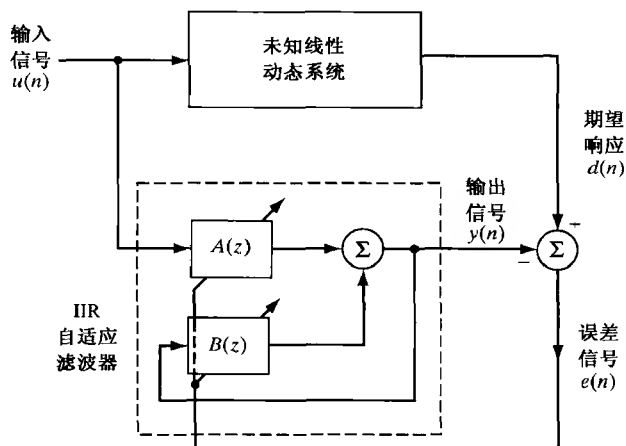 输入
信号
u(n)
未知线性
动态系统
期望
响应
d(n)
输出
信号
y(n)
A(z)
Σ
+
−
Σ
IIR
自适应
滤波器
B(z)
误差
信号
e(n)